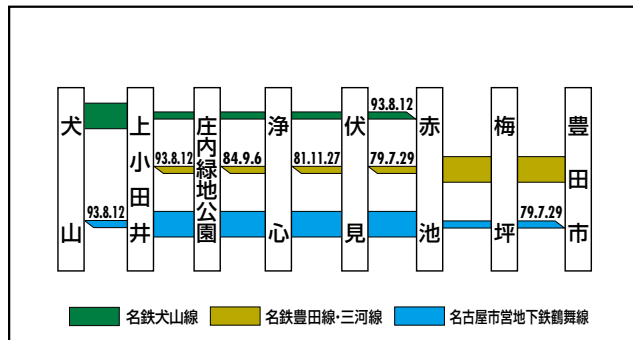 犬山
上小田井
庄内緑地公園
浄心
伏見
赤池
梅坪
豊田市
93.8.12
93.8.12
84.9.6
81.11.27
79.7.29
93.8.12
79.7.29
名鉄犬山線
名鉄豊田線・三河線
名古屋市営地下鉄鶴舞線